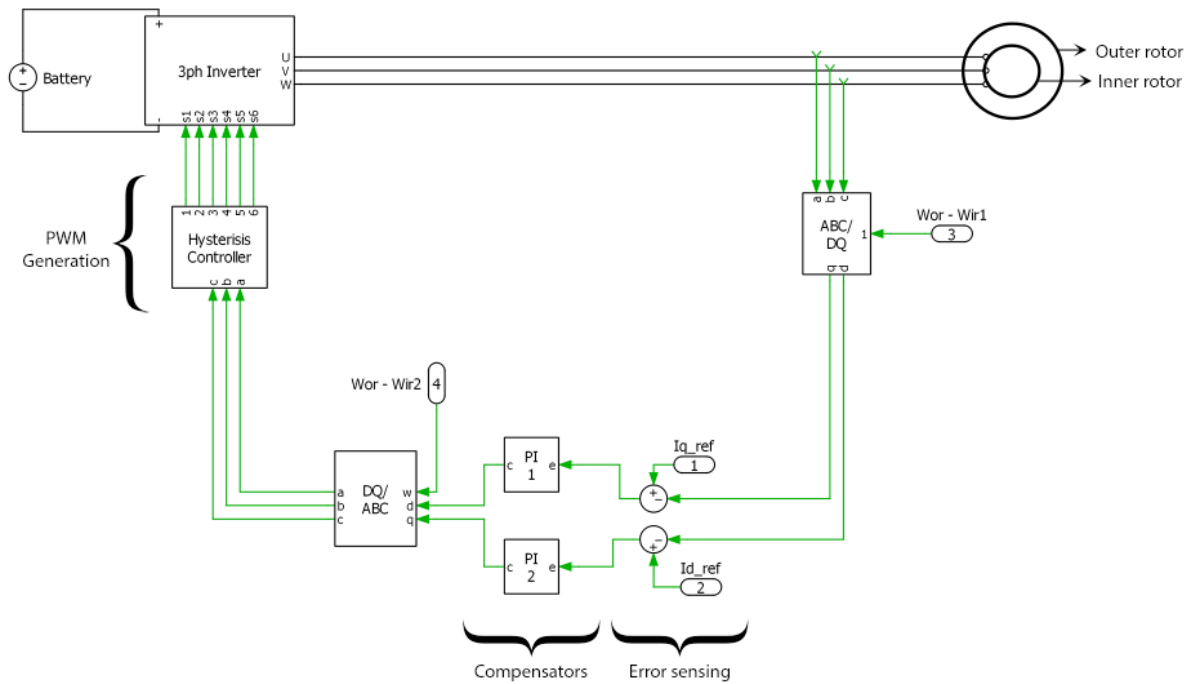 +
3ph Inverter
U
V
W
-
s1 s2 s3 s4 s5 s6
+
−
Battery
Outer rotor
Inner rotor
PWM
Generation
1 2 3 4 5 6
Hysterisis
Controller
c b a
a b c
ABC/
DQ
1
q d
Wor - Wir1
3
Wor - Wir2
4
DQ/
ABC
a
b
c
w
d
q
PI
1
c
e
PI
2
c
e
Iq_ref
1
+
−
−
+
Id_ref
2
Compensators
Error sensing